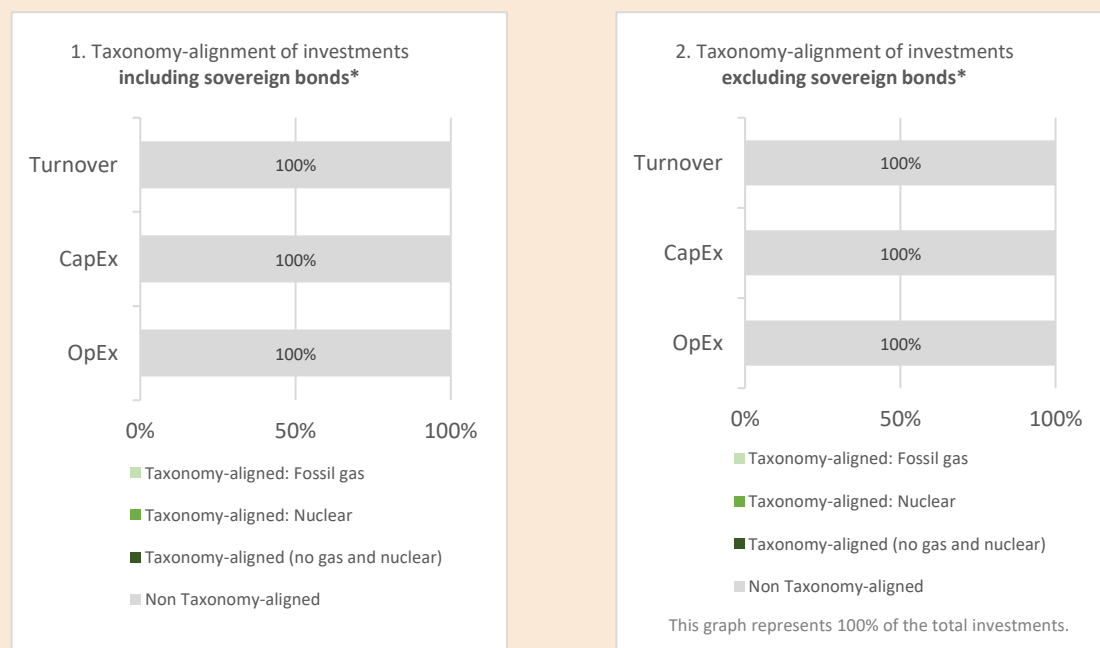 1. Taxonomy-alignment of investments
including sovereign bonds*
Turnover
100%
CapEx
100%
OpEx
100%
0% 50% 100%
Taxonomy-aligned: Fossil gas
Taxonomy-aligned: Nuclear
Taxonomy-aligned (no gas and nuclear)
Non Taxonomy-aligned
2. Taxonomy-alignment of investments
excluding sovereign bonds*
Turnover
100%
CapEx
100%
OpEx
100%
0% 50% 100%
Taxonomy-aligned: Fossil gas
Taxonomy-aligned: Nuclear
Taxonomy-aligned (no gas and nuclear)
Non Taxonomy-aligned
This graph represents 100% of the total investments.